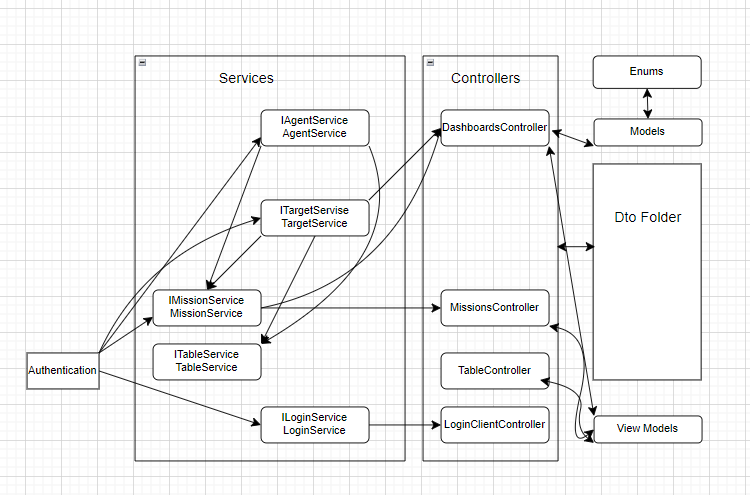 Services
Controllers
Enums
IAgentService
AgentService
DashboardsController
Models
ITargetServise
TargetService
Dto Folder
IMissionService
MissionService
MissionsController
ITableService
TableService
TableController
Authentication
ILoginService
LoginService
LoginClientController
View Models